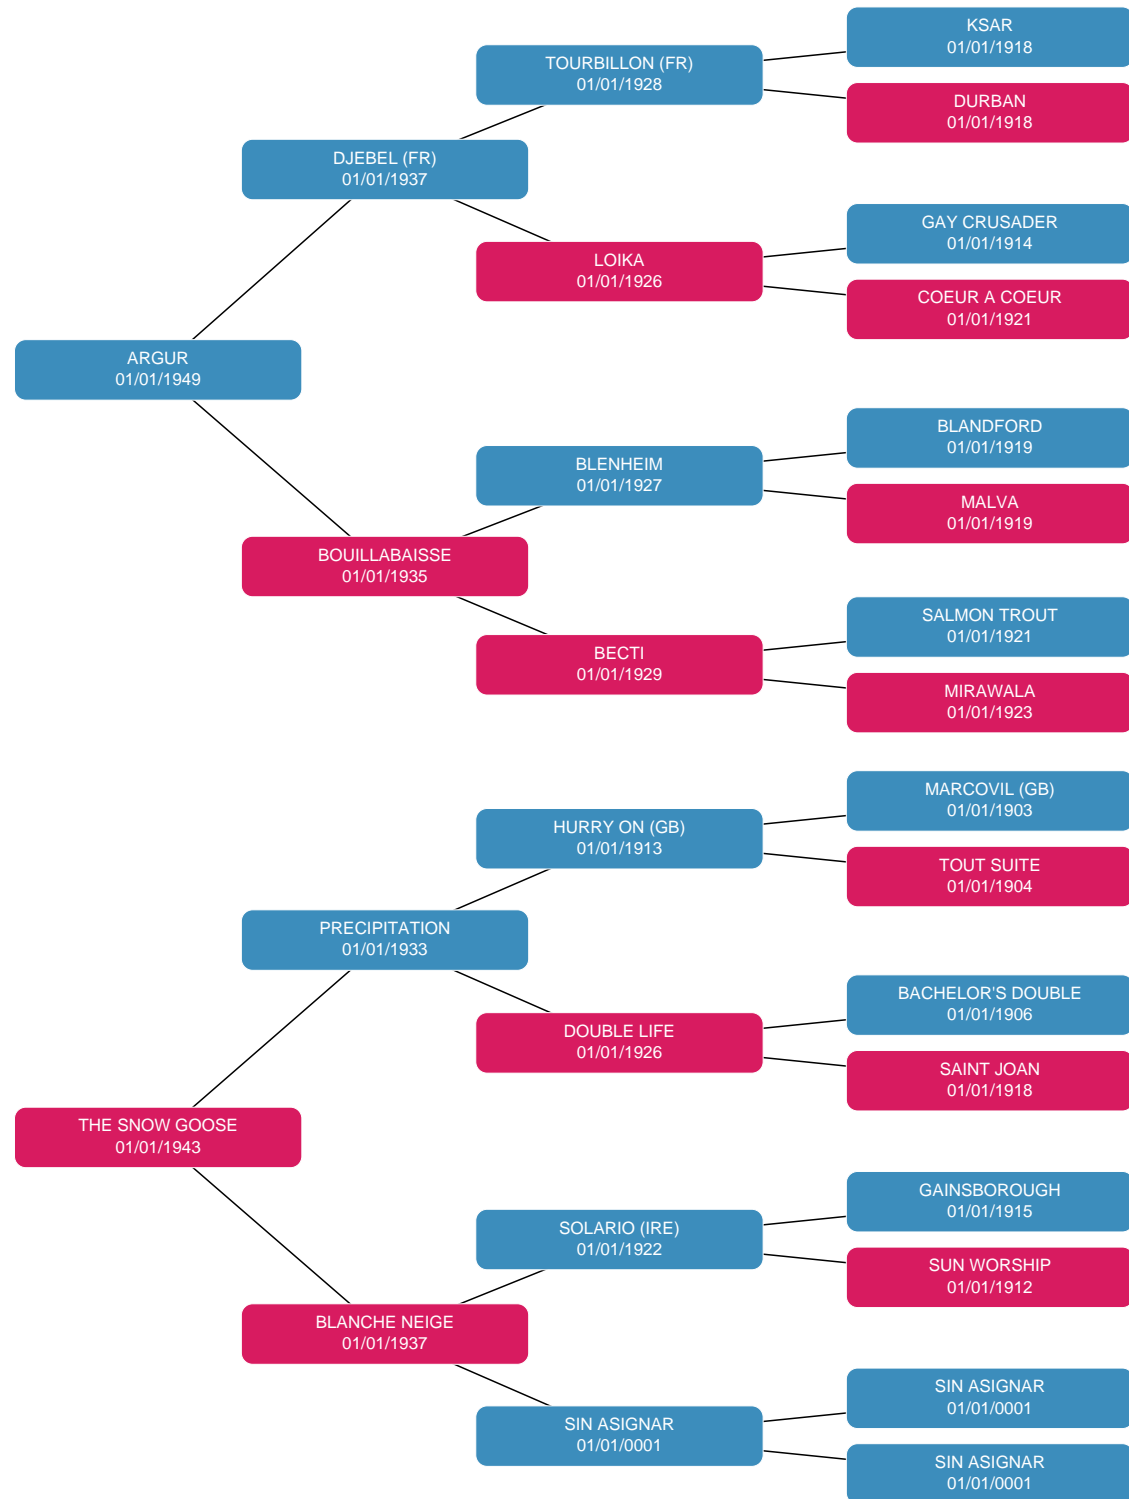 KSAR
01/01/1918
TOURBILLON (FR)
01/01/1928
DURBAN
01/01/1918
DJEBEL (FR)
01/01/1937
GAY CRUSADER
01/01/1914
LOIKA
01/01/1926
COEUR A COEUR
01/01/1921
ARGUR
01/01/1949
BLANDFORD
01/01/1919
BLENHEIM
01/01/1927
MALVA
01/01/1919
BOUILLABAISSE
01/01/1935
SALMON TROUT
01/01/1921
BECTI
01/01/1929
MIRAWALA
01/01/1923
MARCOVIL (GB)
01/01/1903
HURRY ON (GB)
01/01/1913
TOUT SUITE
01/01/1904
PRECIPITATION
01/01/1933
BACHELOR'S DOUBLE
01/01/1906
DOUBLE LIFE
01/01/1926
SAINT JOAN
01/01/1918
THE SNOW GOOSE
01/01/1943
GAINSBOROUGH
01/01/1915
SOLARIO (IRE)
01/01/1922
SUN WORSHIP
01/01/1912
BLANCHE NEIGE
01/01/1937
SIN ASIGNAR
01/01/0001
SIN ASIGNAR
01/01/0001
SIN ASIGNAR
01/01/0001